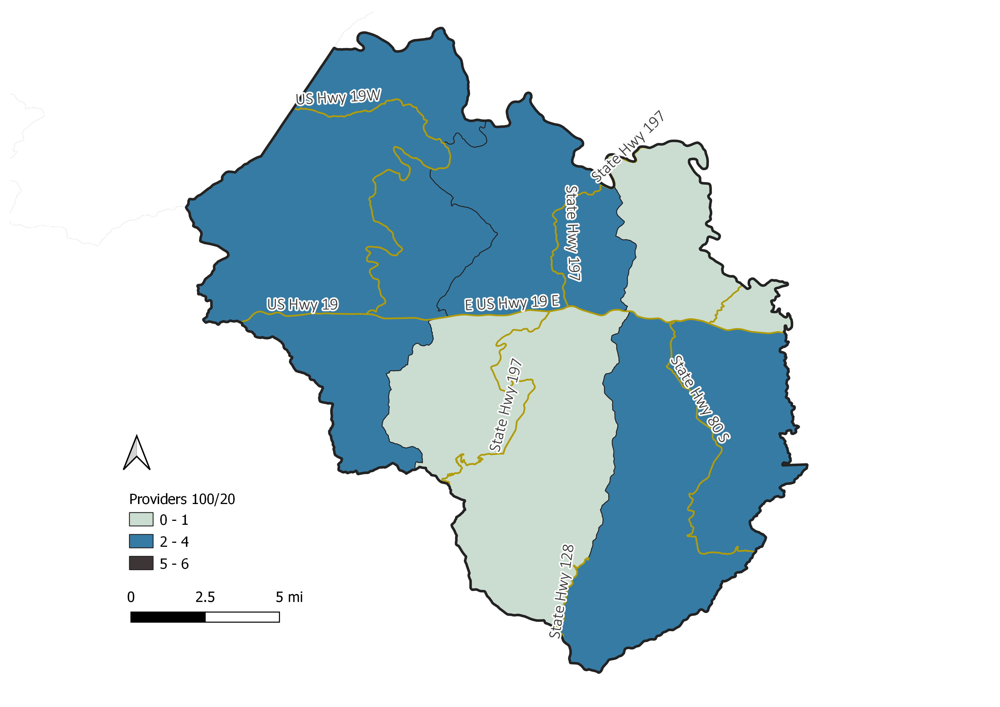 US Hwy 19W
State Hwy 197
State Hwy 197
US Hwy 19
E US Hwy 19 E
State Hwy 197
State Hwy 80 S
State Hwy 128
Providers 100/20
0 - 1
2 - 4
5 - 6
0 2.5 5 mi